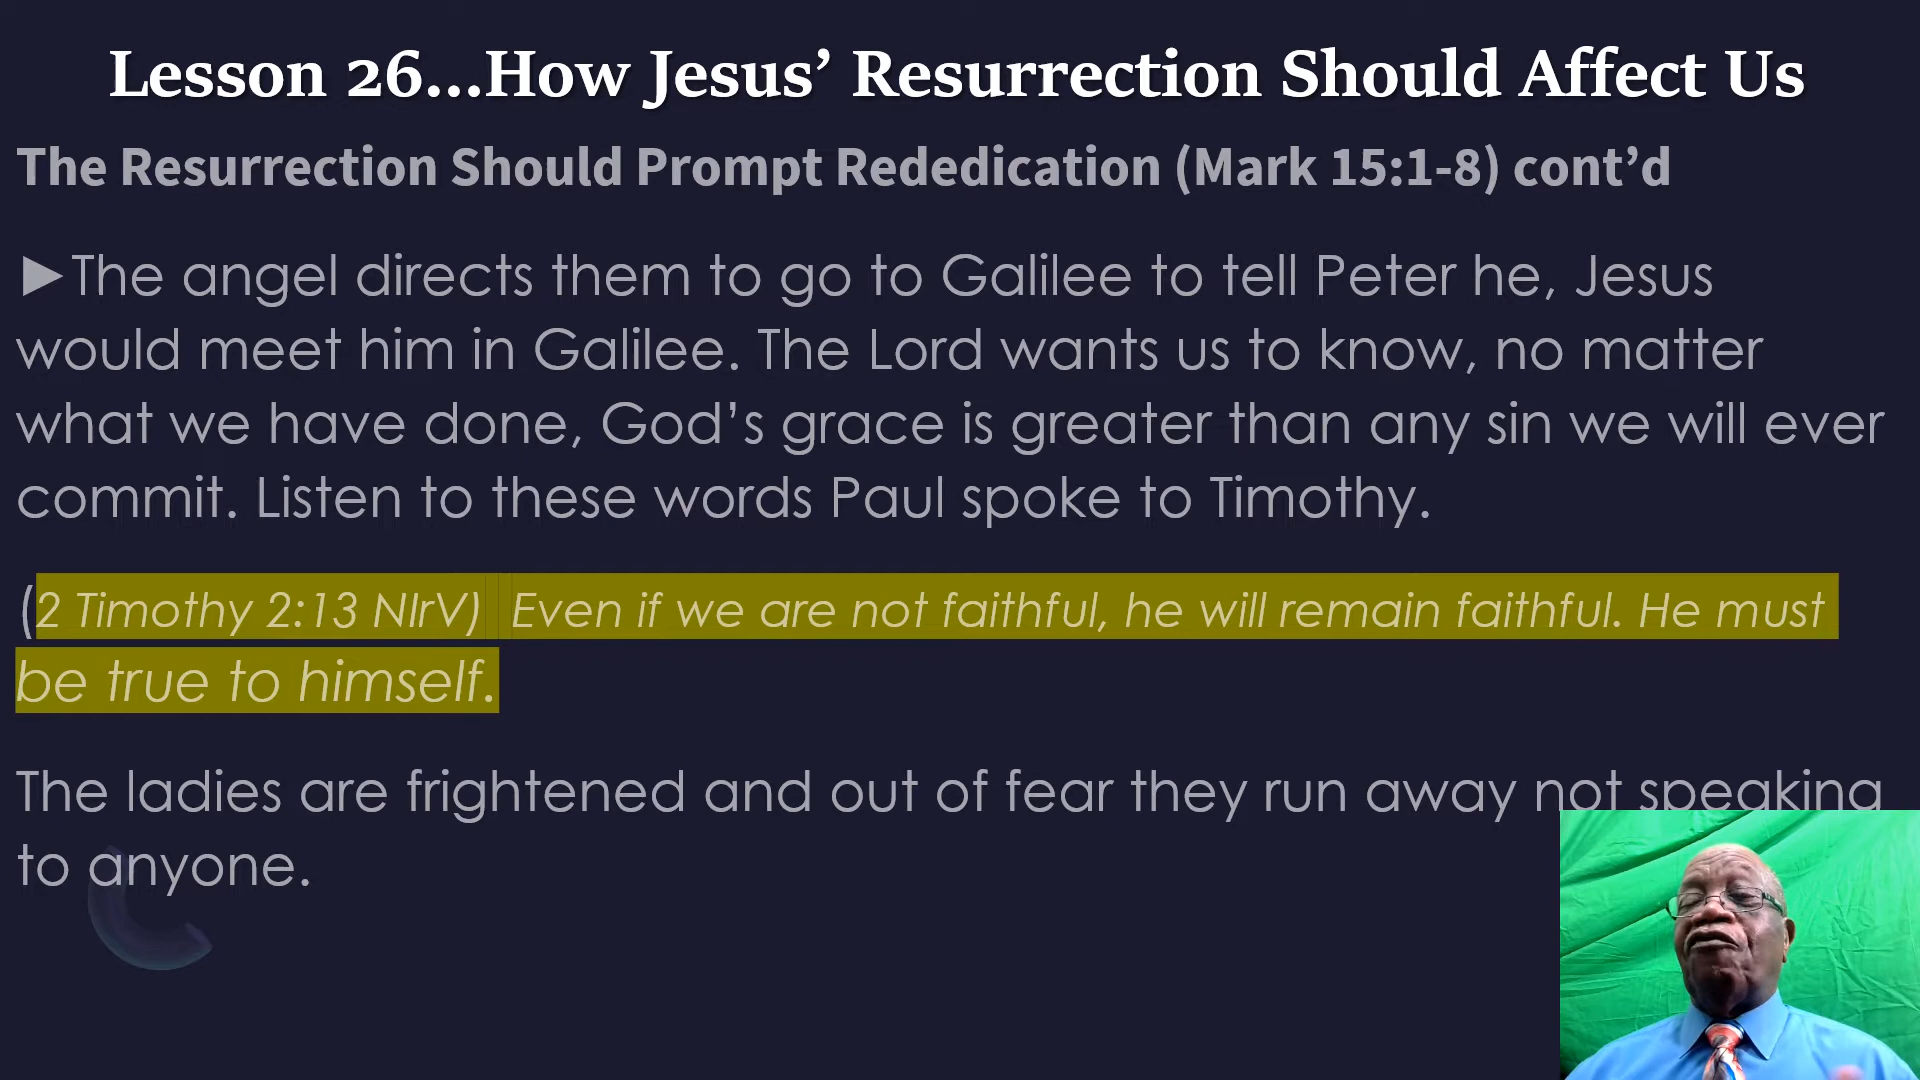 Lesson 26...How Jesus’ Resurrection Should Affect Us
The Resurrection Should Prompt Rededication (Mark 15:1-8) cont’d
►The angel directs them to go to Galilee to tell Peter he, Jesus
would meet him in Galilee. The Lord wants us to know, no matter
what we have done, God’s grace is greater than any sin we will ever
commit. Listen to these words Paul spoke to Timothy.
(2 Timothy 2:13 NIrV) Even if we are not faithful, he will remain faithful. He must
be true to himself.
The ladies are frightened and out of fear they run away not speaking
to anyone.